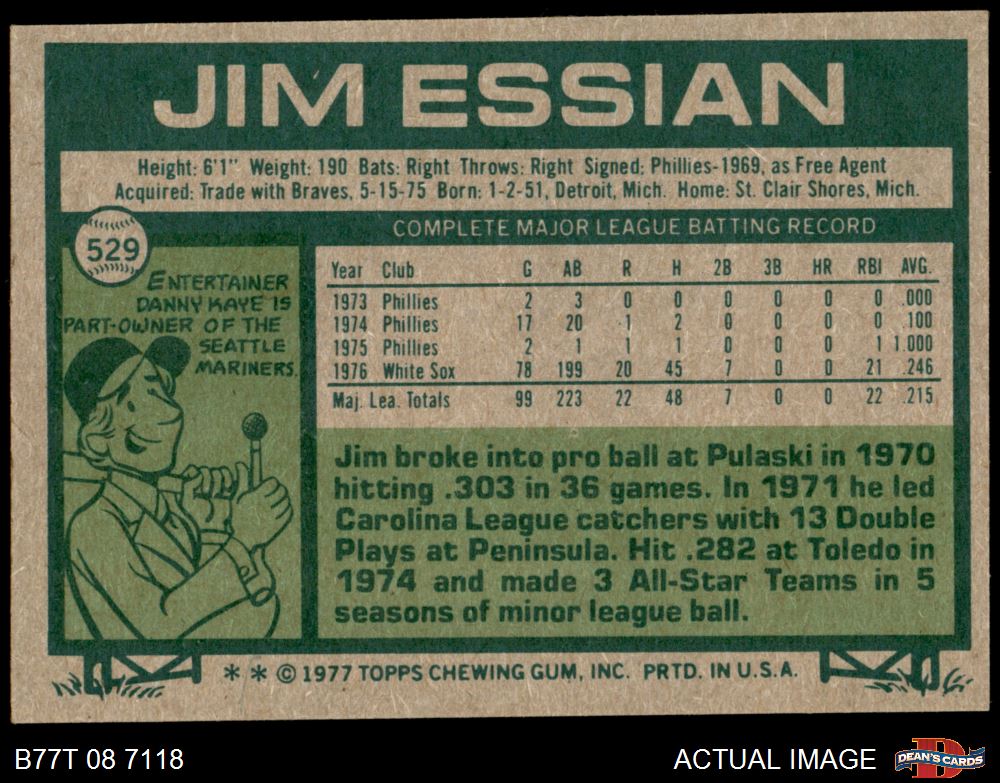 JIM ESSIAN
Height: 6'1" Weight: 190 Bats: Right Throws: Right Signed: Phillies-1969, as Free Agent
Acquired: Trade with Braves, 5-15-75 Born: 1-2-51, Detroit, Mich. Home: St. Clair Shores, Mich.
529
ENTERTAINER
DANNY KAYE IS
PART-OWNER OF THE
SEATTLE
MARINERS.
COMPLETE MAJOR LEAGUE BATTING RECORD
Year Club G AB R H 2B 3B HR RBI AVG.
1973 Phillies 2 3 0 0 0 0 0 0 .000
1974 Phillies 17 20 1 2 0 0 0 0 .100
1975 Phillies 2 1 1 1 0 0 0 1 1.000
1976 White Sox 78 199 20 45 7 0 0 21 .246
Maj. Lea. Totals 99 223 22 48 7 0 0 22 .215
Jim broke into pro ball at Pulaski in 1970
hitting .303 in 36 games. In 1971 he led
Carolina League catchers with 13 Double
Plays at Peninsula. Hit .282 at Toledo in
1974 and made 3 All-Star Teams in 5
seasons of minor league ball.
** © 1977 TOPPS CHEWING GUM, INC. PRTD. IN U.S.A.
B77T 08 7118
ACTUAL IMAGE
D
DEAN'S CARDS